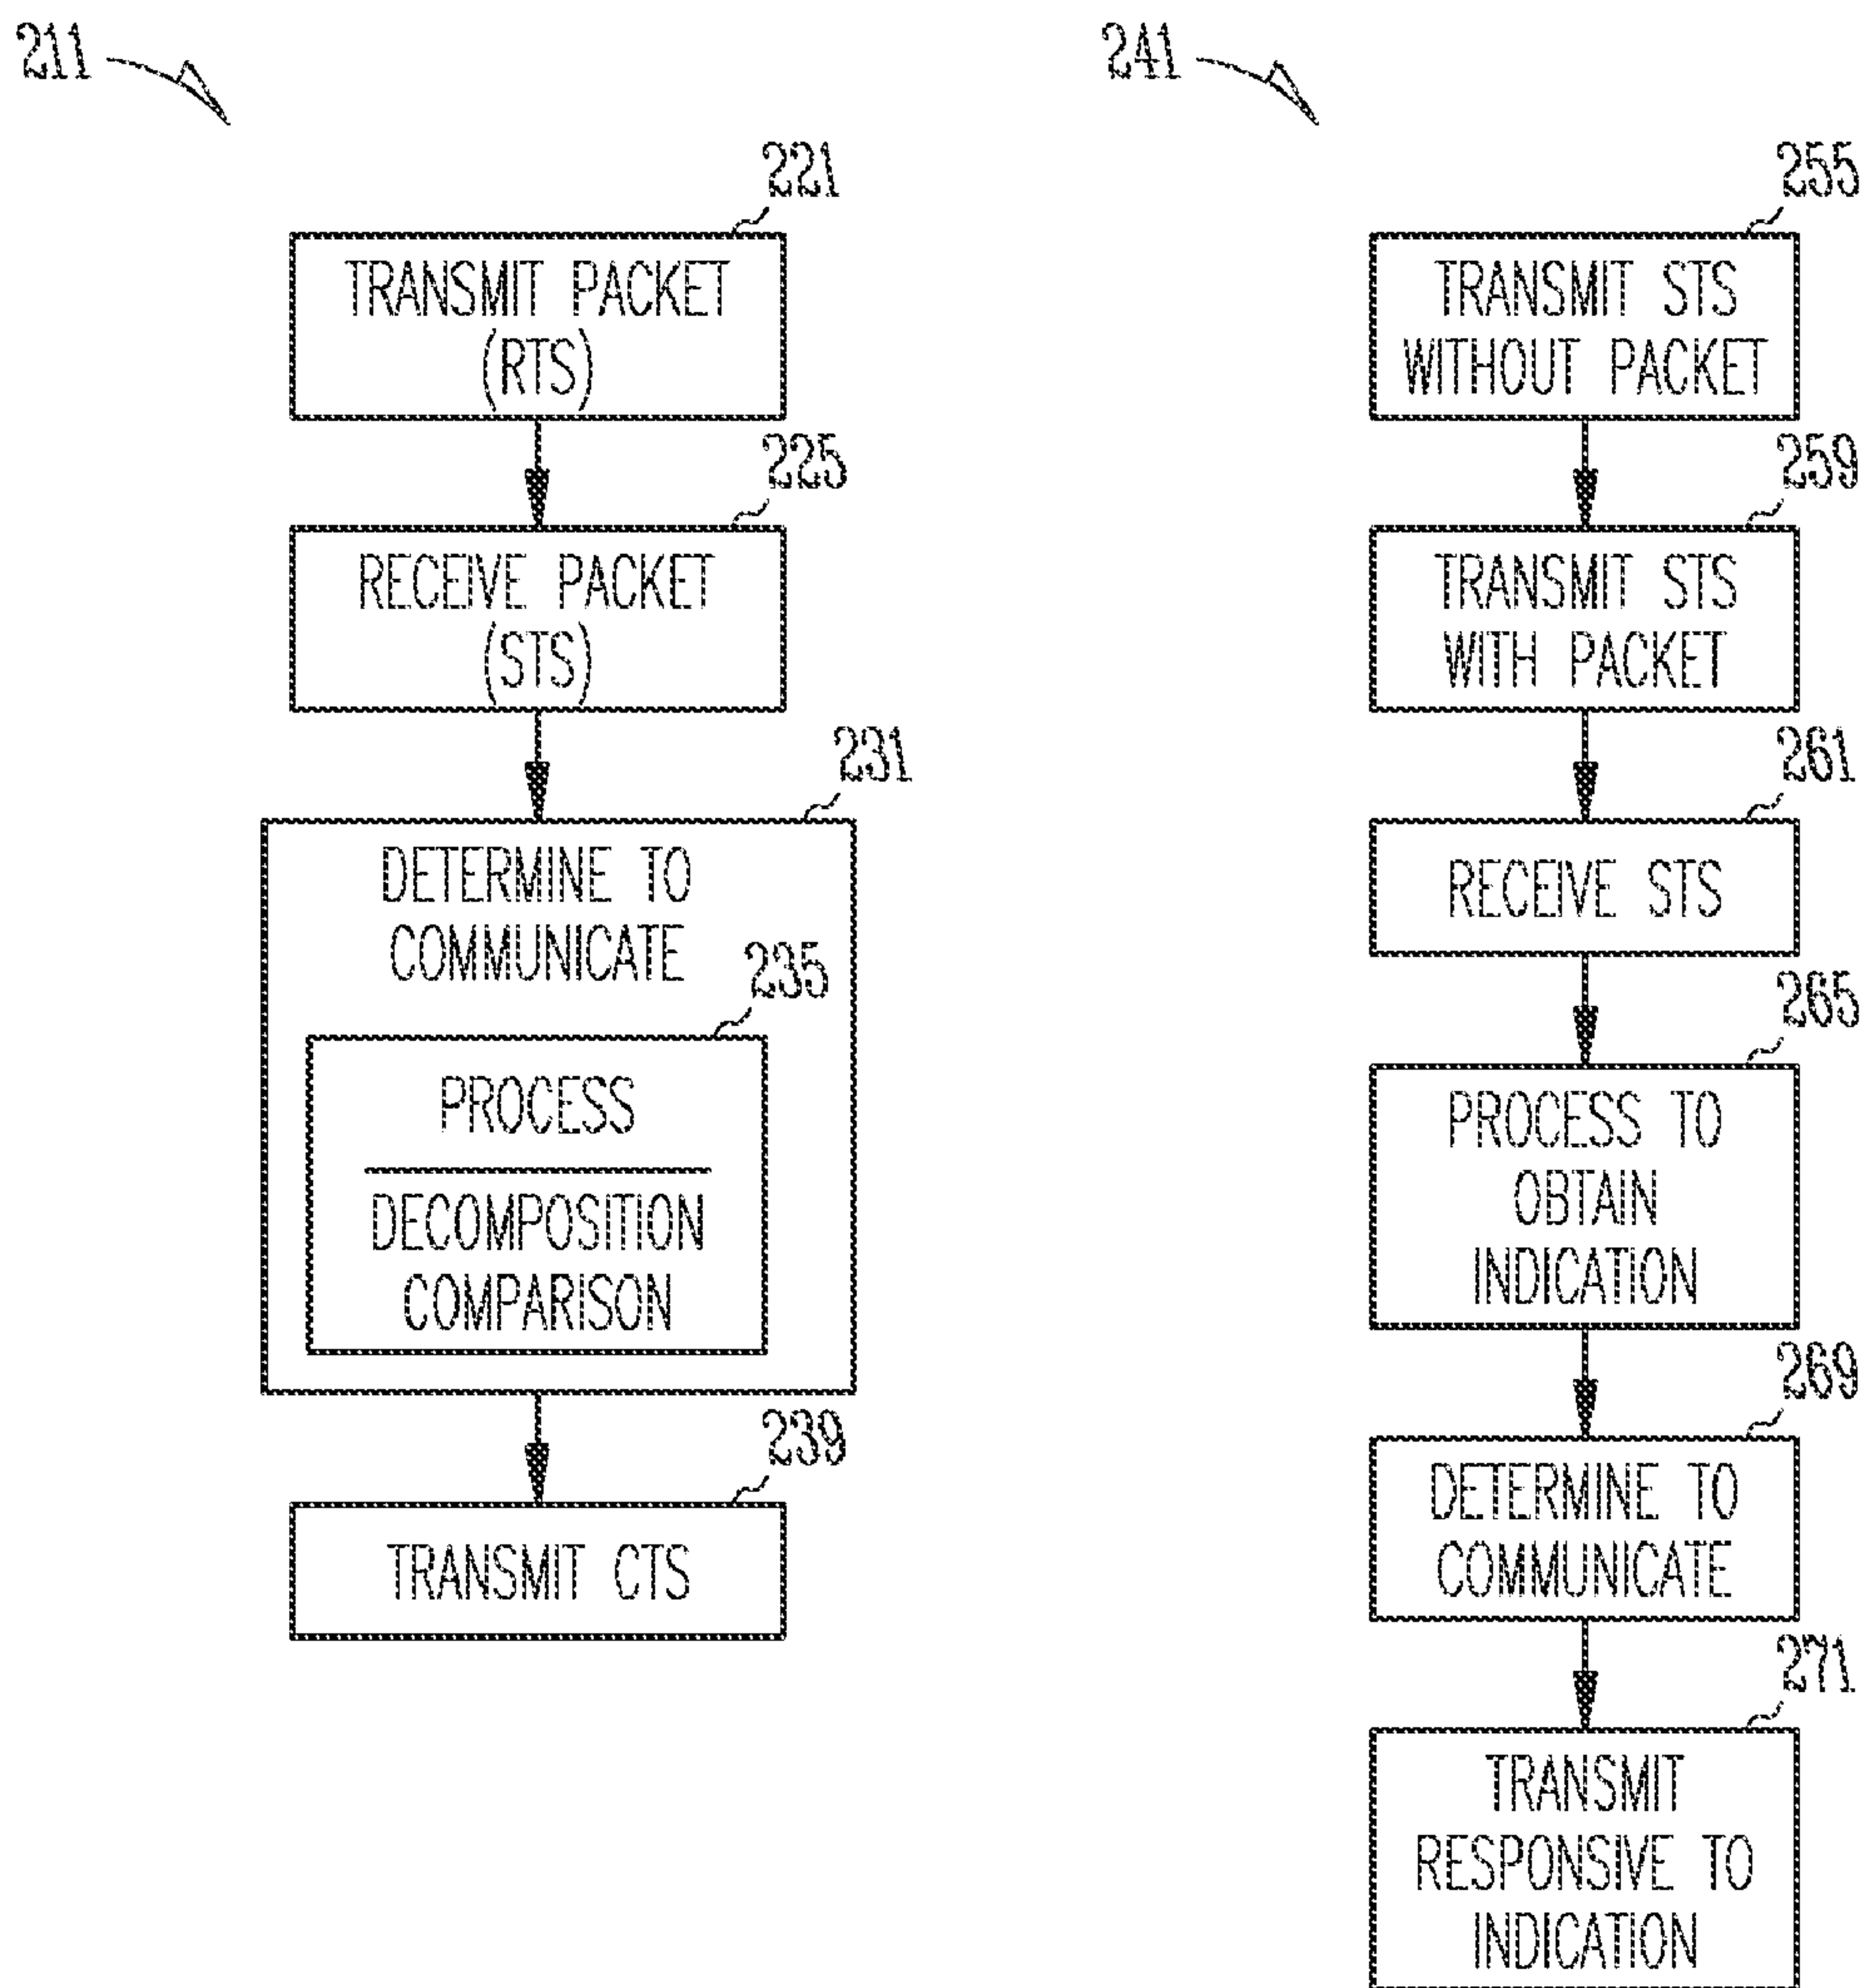 211
221
TRANSMIT PACKET
(RTS)
225
RECEIVE PACKET
(STS)
231
DETERMINE TO
COMMUNICATE
235
PROCESS
DECOMPOSITION
COMPARISON
239
TRANSMIT CTS
241
255
TRANSMIT STS
WITHOUT PACKET
259
TRANSMIT STS
WITH PACKET
261
RECEIVE STS
265
PROCESS TO
OBTAIN
INDICATION
269
DETERMINE TO
COMMUNICATE
271
TRANSMIT
RESPONSIVE TO
INDICATION